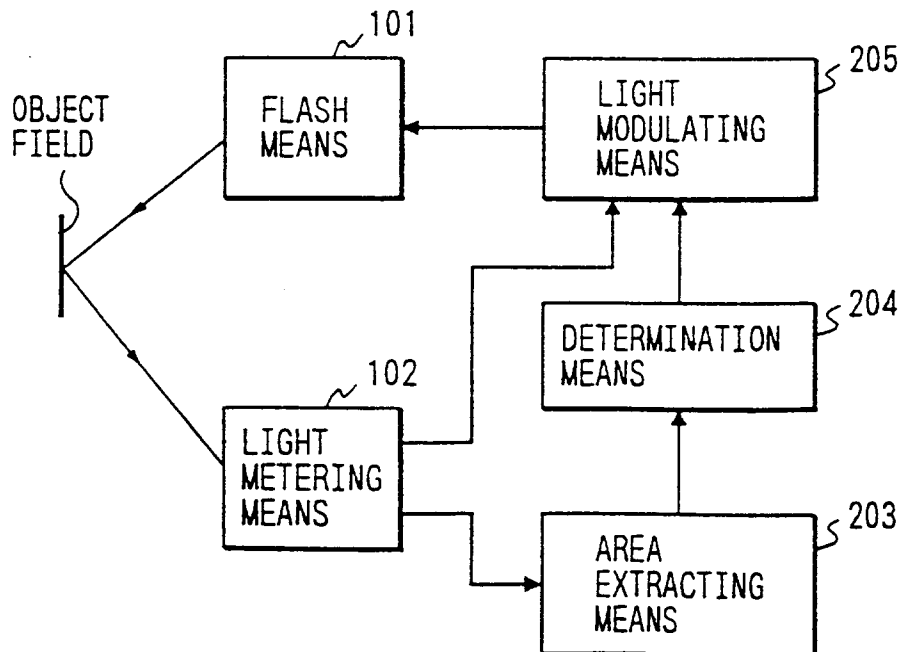 101
FLASH
MEANS
205
LIGHT
MODULATING
MEANS
OBJECT
FIELD
204
DETERMINATION
MEANS
102
LIGHT
METERING
MEANS
203
AREA
EXTRACTING
MEANS